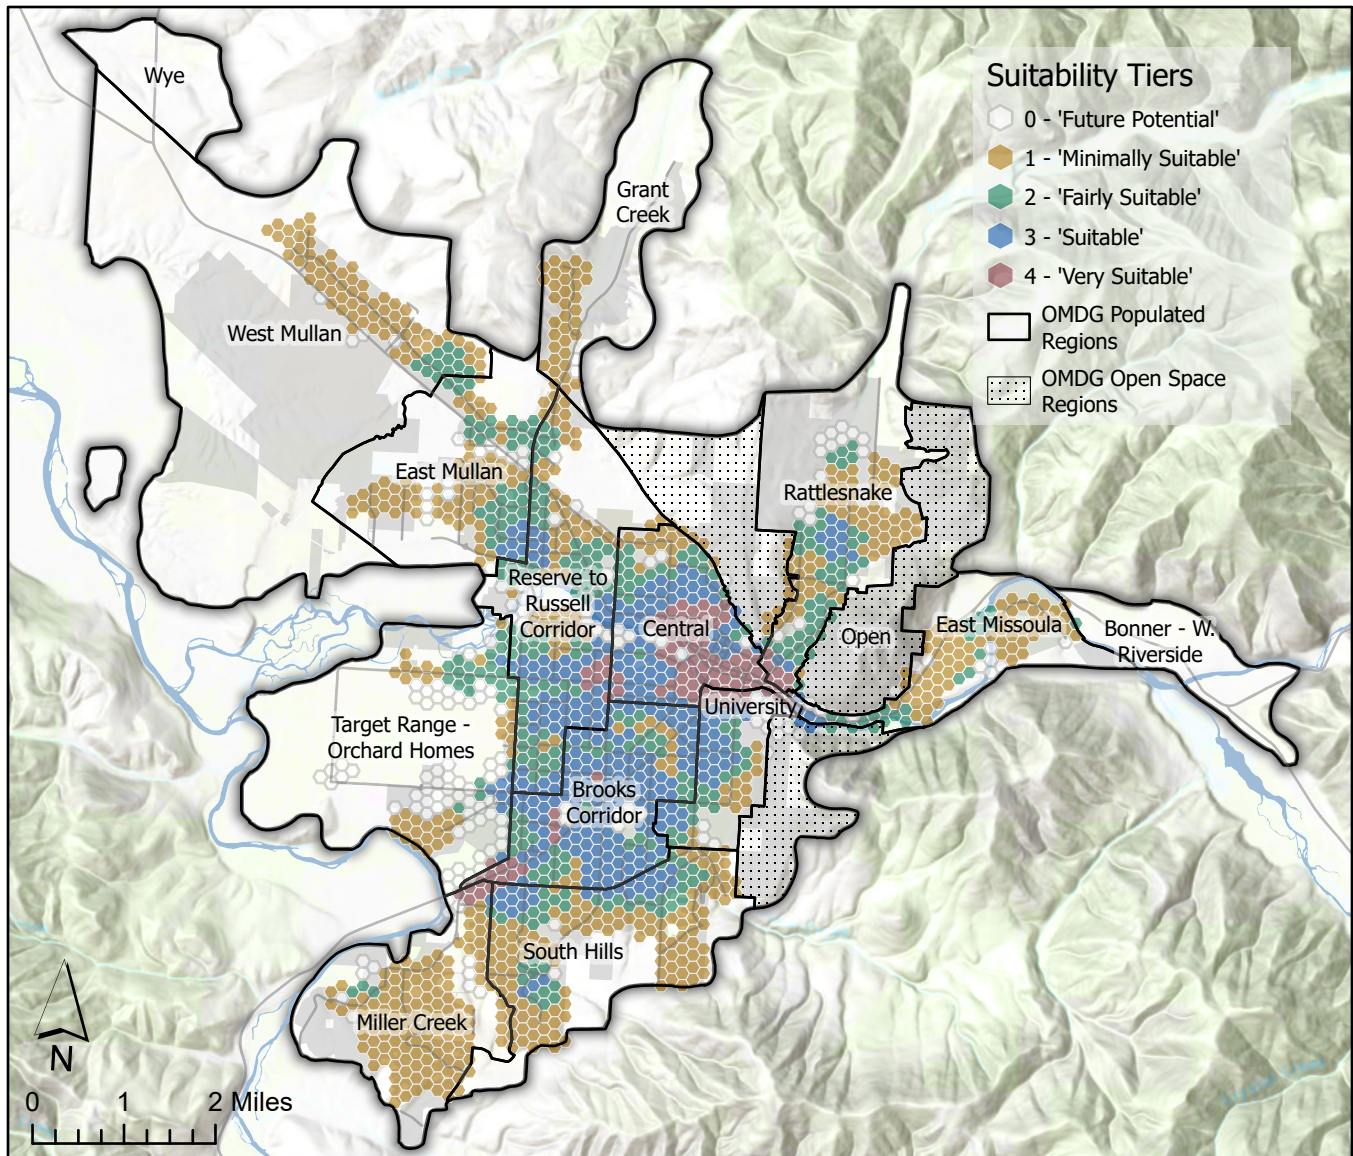 Wye
Grant
Creek
Suitability Tiers
0 - 'Future Potential'
1 - 'Minimally Suitable'
2 - 'Fairly Suitable'
3 - 'Suitable'
4 - 'Very Suitable'
OMDG Populated
Regions
OMDG Open Space
Regions
West Mullan
East Mullan
Rattlesnake
Reserve to
Russell
Corridor
Central
Open
East Missoula
Bonner - W.
Riverside
University
Target Range -
Orchard Homes
Brooks
Corridor
South Hills
Miller Creek
N
0 1 2 Miles